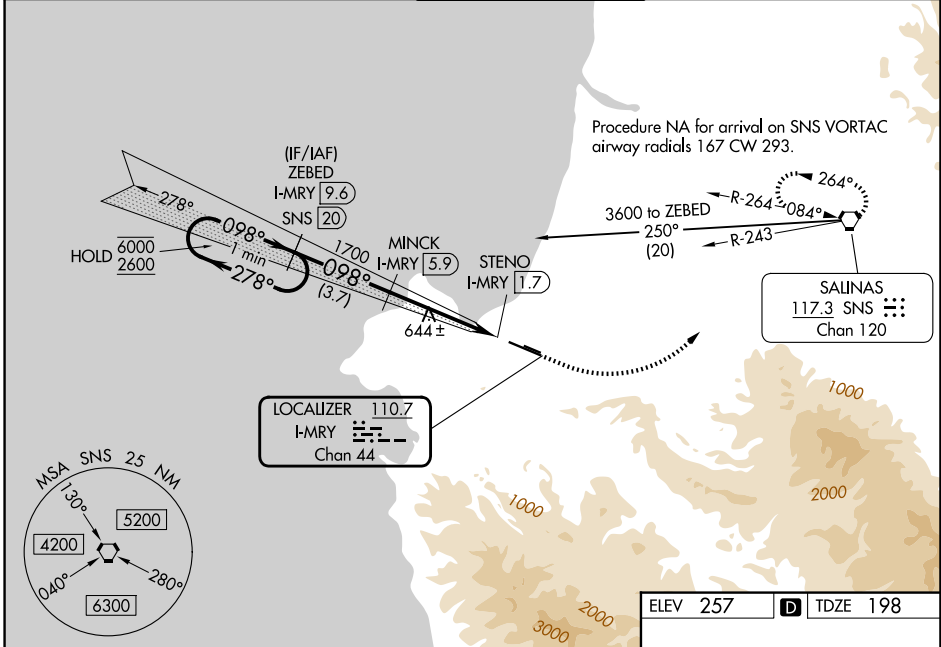 Procedure NA for arrival on SNS VORTAC
airway radials 167 CW 293.
(IF/IAF)
ZEBED
I-MRY 9.6
SNS 20
278°
098°
1 min
278°
HOLD 6000
2600
1700
098°
(3.7)
MINCK
I-MRY 5.9
STENO
I-MRY 1.7
644 ±
3600 to ZEBED
250°
(20)
R-264
084°
264°
R-243
SALINAS
117.3 SNS
Chan 120
LOCALIZER 110.7
I-MRY
Chan 44
1000
2000
1000
2000
3000
MSA SNS 25 NM
130°
5200
4200
040°
280°
6300
ELEV 257 D TDZE 198